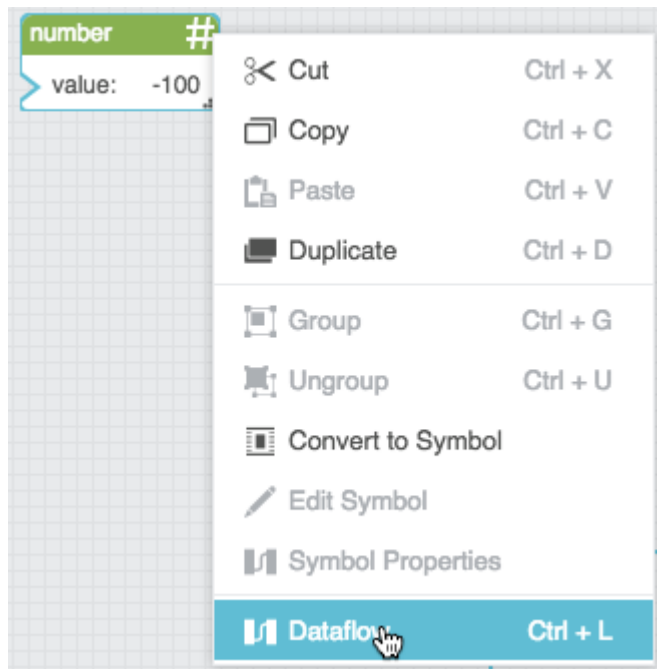 number #
value: -100
Cut Ctrl + X
Copy Ctrl + C
Paste Ctrl + V
Duplicate Ctrl + D
Group Ctrl + G
Ungroup Ctrl + U
Convert to Symbol
Edit Symbol
Symbol Properties
Dataflow Ctrl + L